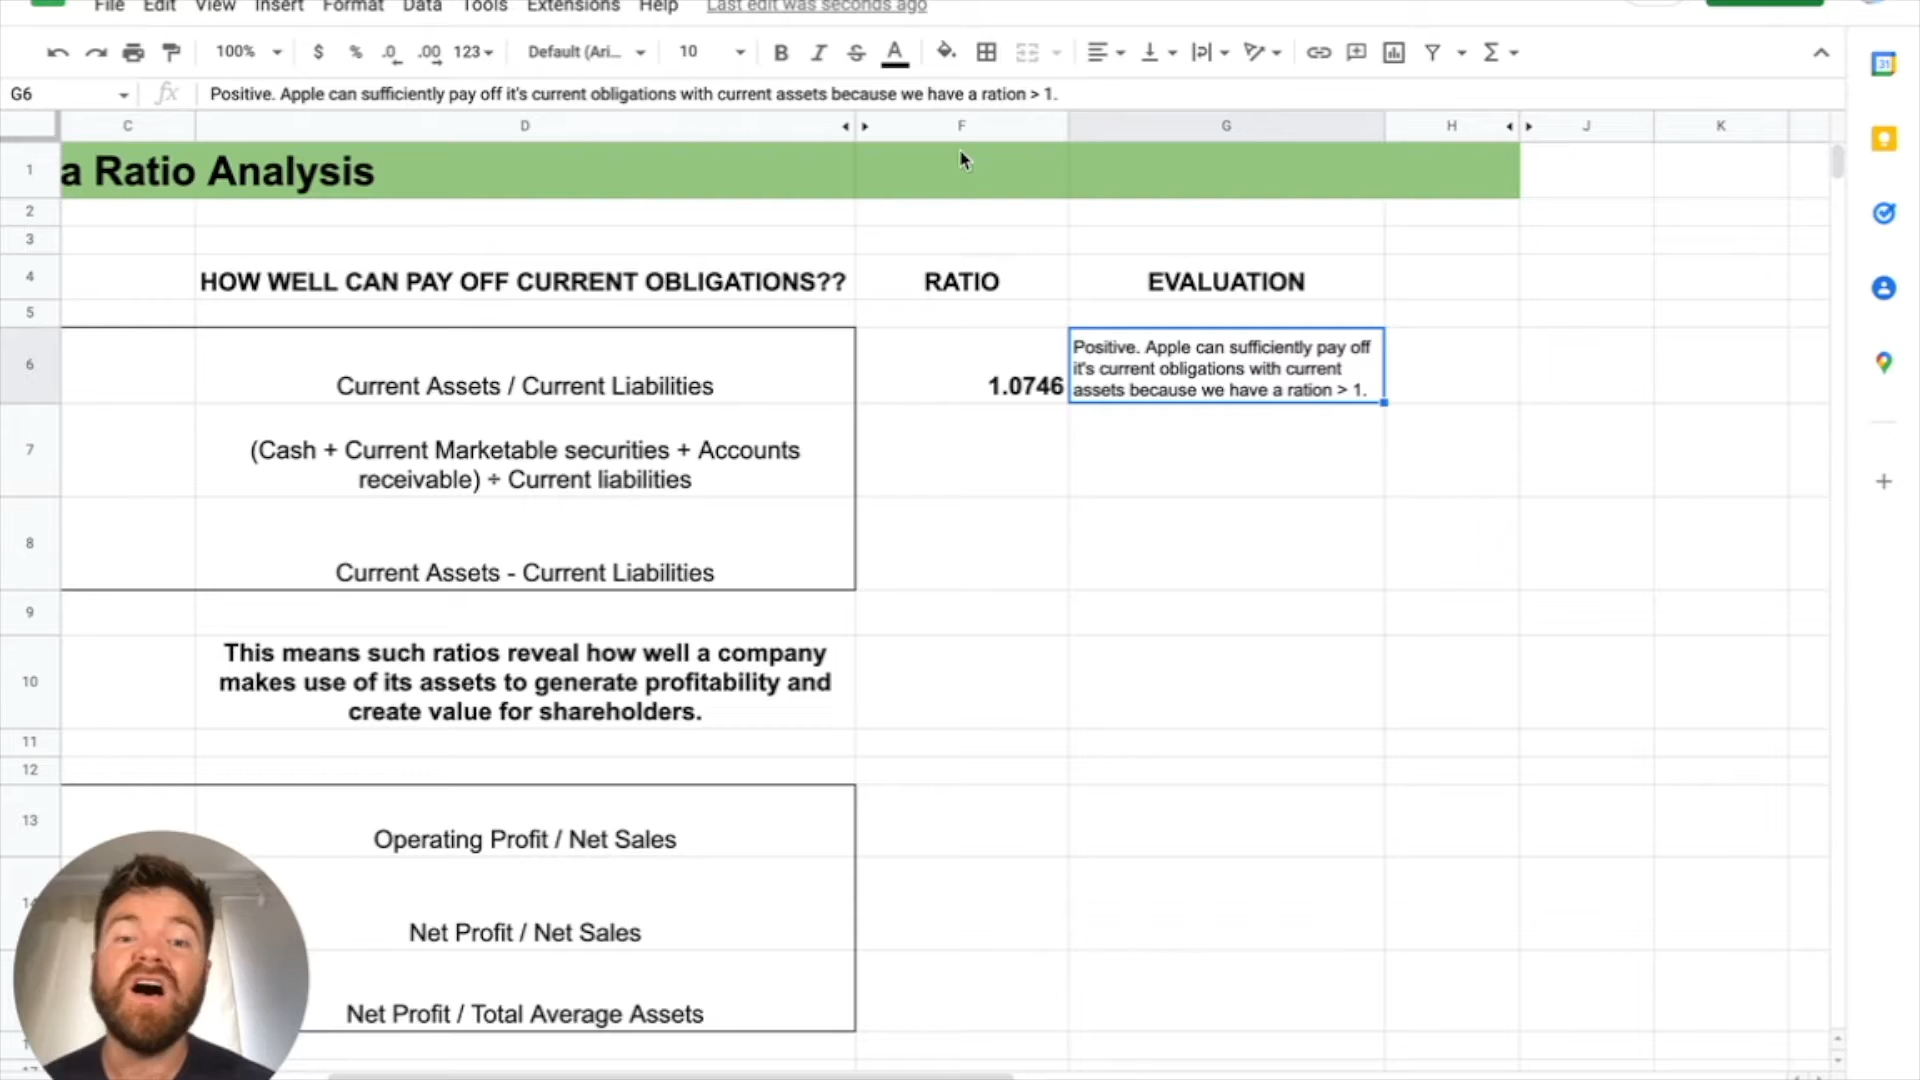 File Edit View Insert Format Data Tools Extensions Help Last edit was seconds ago
100% $ % .0 .00 123 Default (Ari... 10 B I S A
G6 fx Positive. Apple can sufficiently pay off it's current obligations with current assets because we have a ration > 1.
C D F G H J K
1 a Ratio Analysis
2
3
4 HOW WELL CAN PAY OFF CURRENT OBLIGATIONS?? RATIO EVALUATION
5
6 Current Assets / Current Liabilities 1.0746
Positive. Apple can sufficiently pay off
it's current obligations with current
assets because we have a ration > 1.
7 (Cash + Current Marketable securities + Accounts
receivable) ÷ Current liabilities
8 Current Assets - Current Liabilities
9
10 This means such ratios reveal how well a company
makes use of its assets to generate profitability and
create value for shareholders.
11
12
13 Operating Profit / Net Sales
Net Profit / Net Sales
Net Profit / Total Average Assets
31